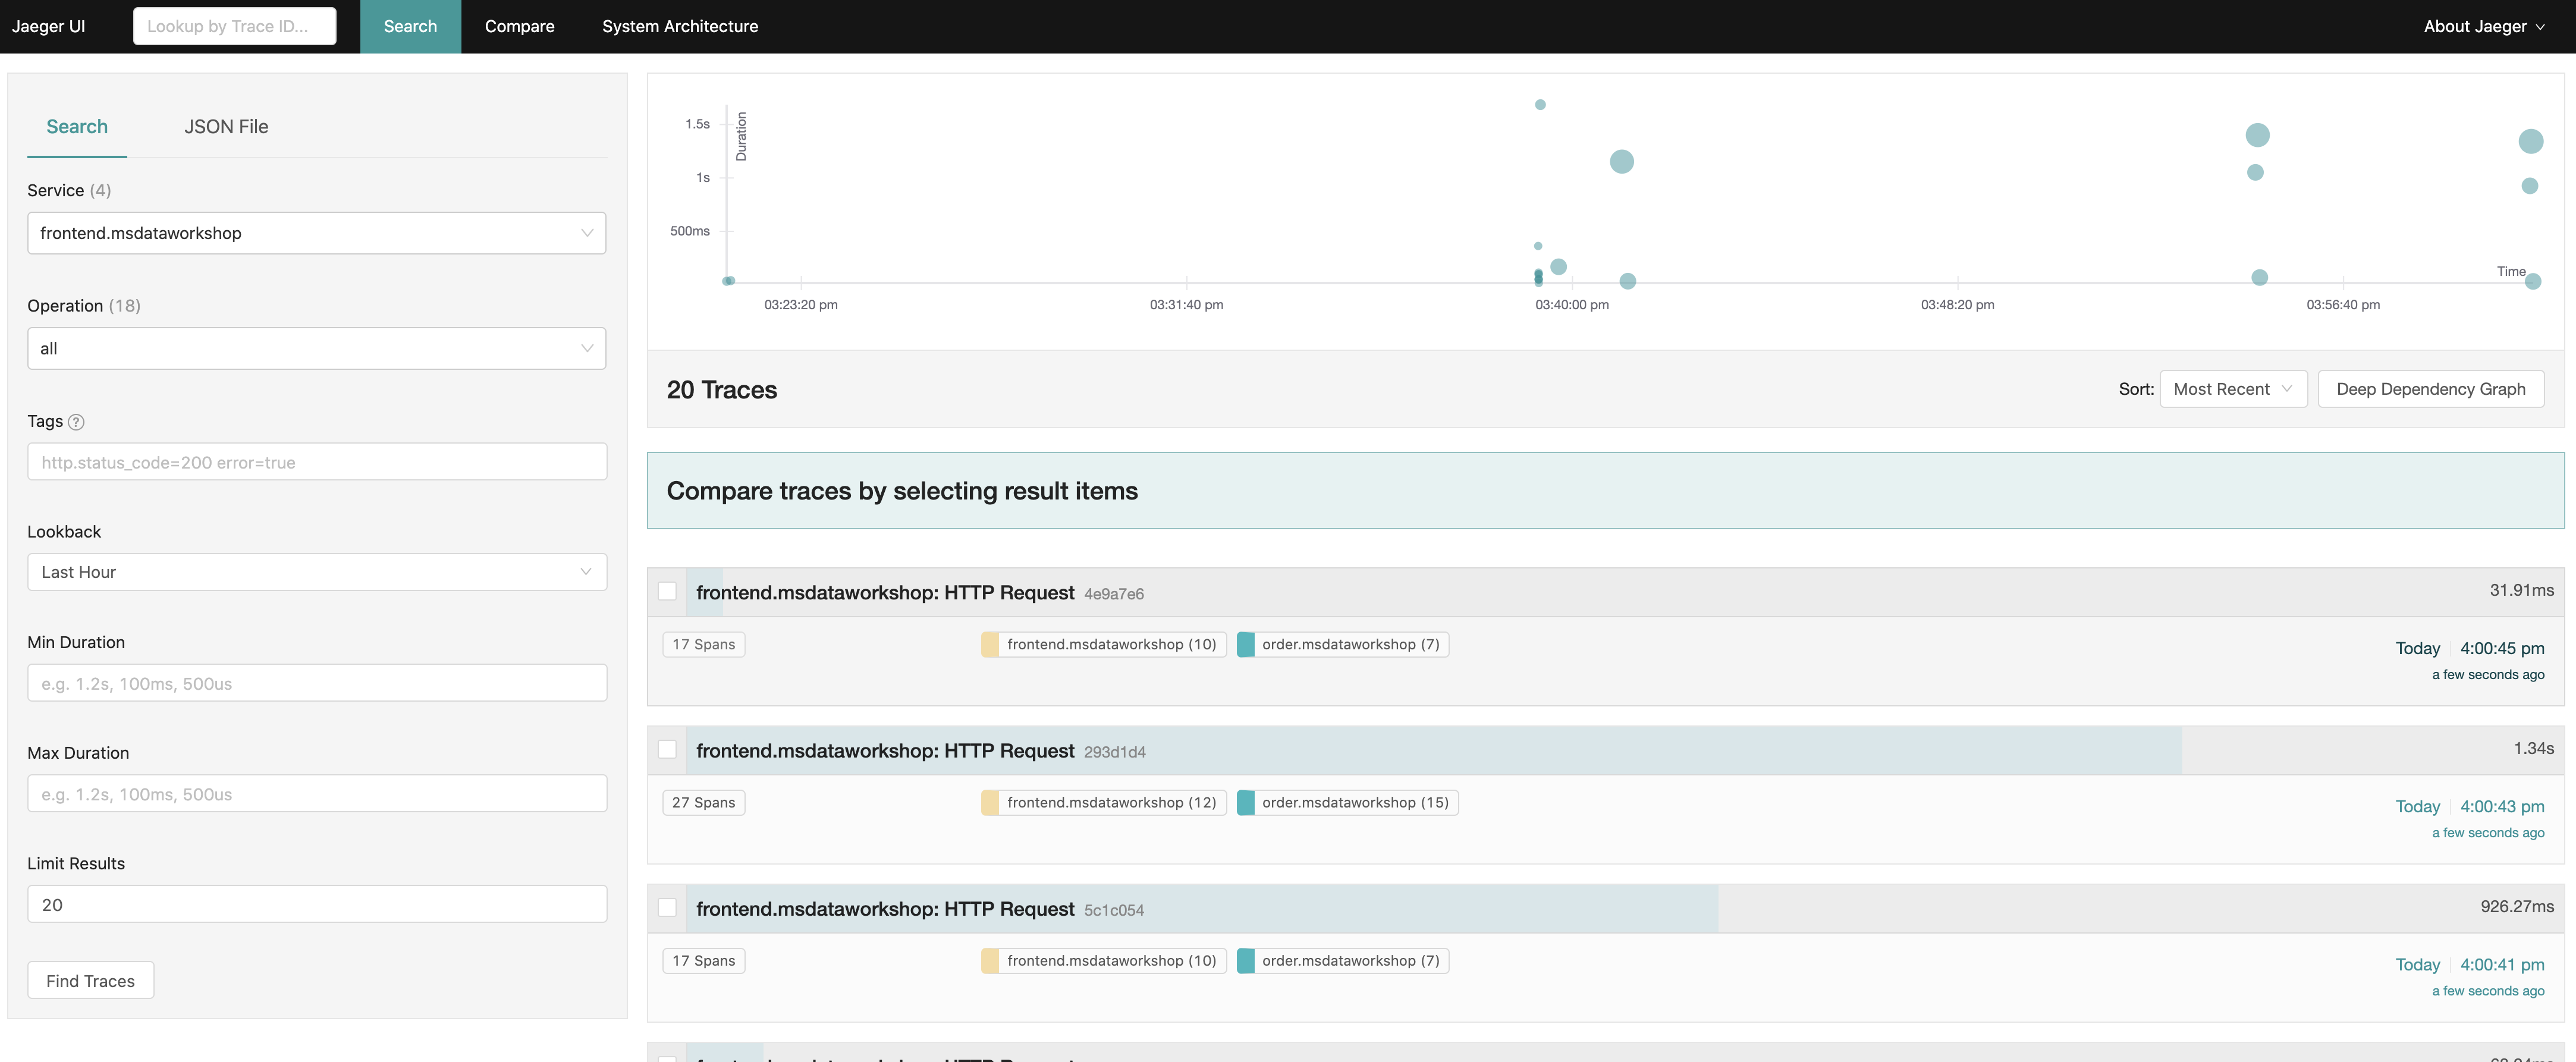 Jaeger UI
Lookup by Trace ID...
Search
Compare
System Architecture
About Jaeger
Search
JSON File
Service (4)
frontend.msdataworkshop
Operation (18)
all
Tags ?
http.status_code=200 error=true
Lookback
Last Hour
Min Duration
e.g. 1.2s, 100ms, 500us
Max Duration
e.g. 1.2s, 100ms, 500us
Limit Results
20
Find Traces
Duration
1.5s
1s
500ms
Time
03:23:20 pm
03:31:40 pm
03:40:00 pm
03:48:20 pm
03:56:40 pm
20 Traces
Sort: Most Recent
Deep Dependency Graph
Compare traces by selecting result items
frontend.msdataworkshop: HTTP Request 4e9a7e6
31.91ms
17 Spans
frontend.msdataworkshop (10)
order.msdataworkshop (7)
Today 4:00:45 pm
a few seconds ago
frontend.msdataworkshop: HTTP Request 293d1d4
1.34s
27 Spans
frontend.msdataworkshop (12)
order.msdataworkshop (15)
Today 4:00:43 pm
a few seconds ago
frontend.msdataworkshop: HTTP Request 5c1c054
926.27ms
17 Spans
frontend.msdataworkshop (10)
order.msdataworkshop (7)
Today 4:00:41 pm
a few seconds ago